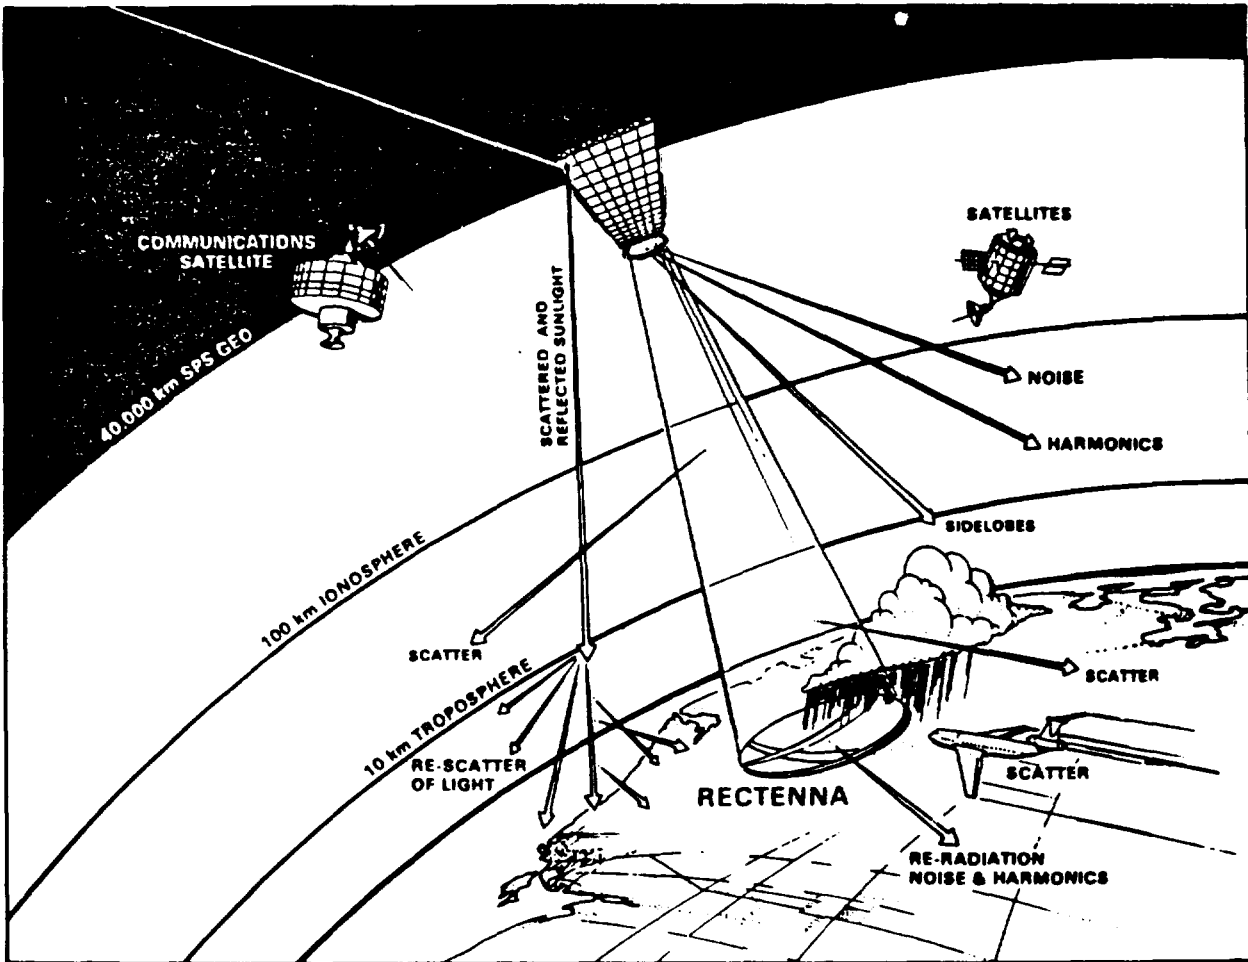 COMMUNICATIONS
SATELLITE
SATELLITES
SCATTERED AND
REFLECTED SUNLIGHT
40,000 km SPS GEO
NOISE
HARMONICS
SIDELOBES
100 km IONOSPHERE
SCATTER
SCATTER
10 km TROPOSPHERE
RE-SCATTER
OF LIGHT
SCATTER
RECTENNA
RE-RADIATION
NOISE & HARMONICS